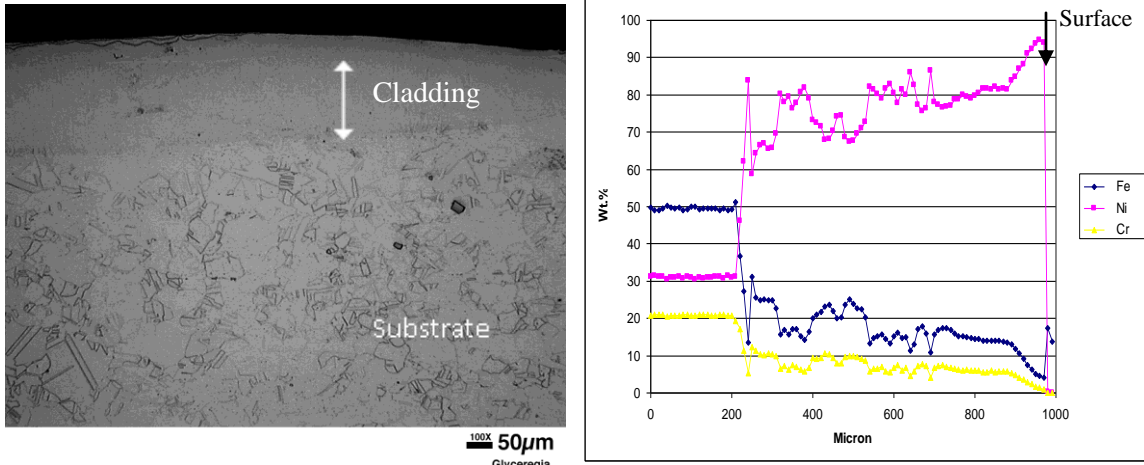 Cladding
Substrate
100X 50µm
Glyceregia
Surface
Wt.%
100
90
80
70
60
50
40
30
20
10
0
0 200 400 600 800 1000
Micron
Fe
Ni
Cr